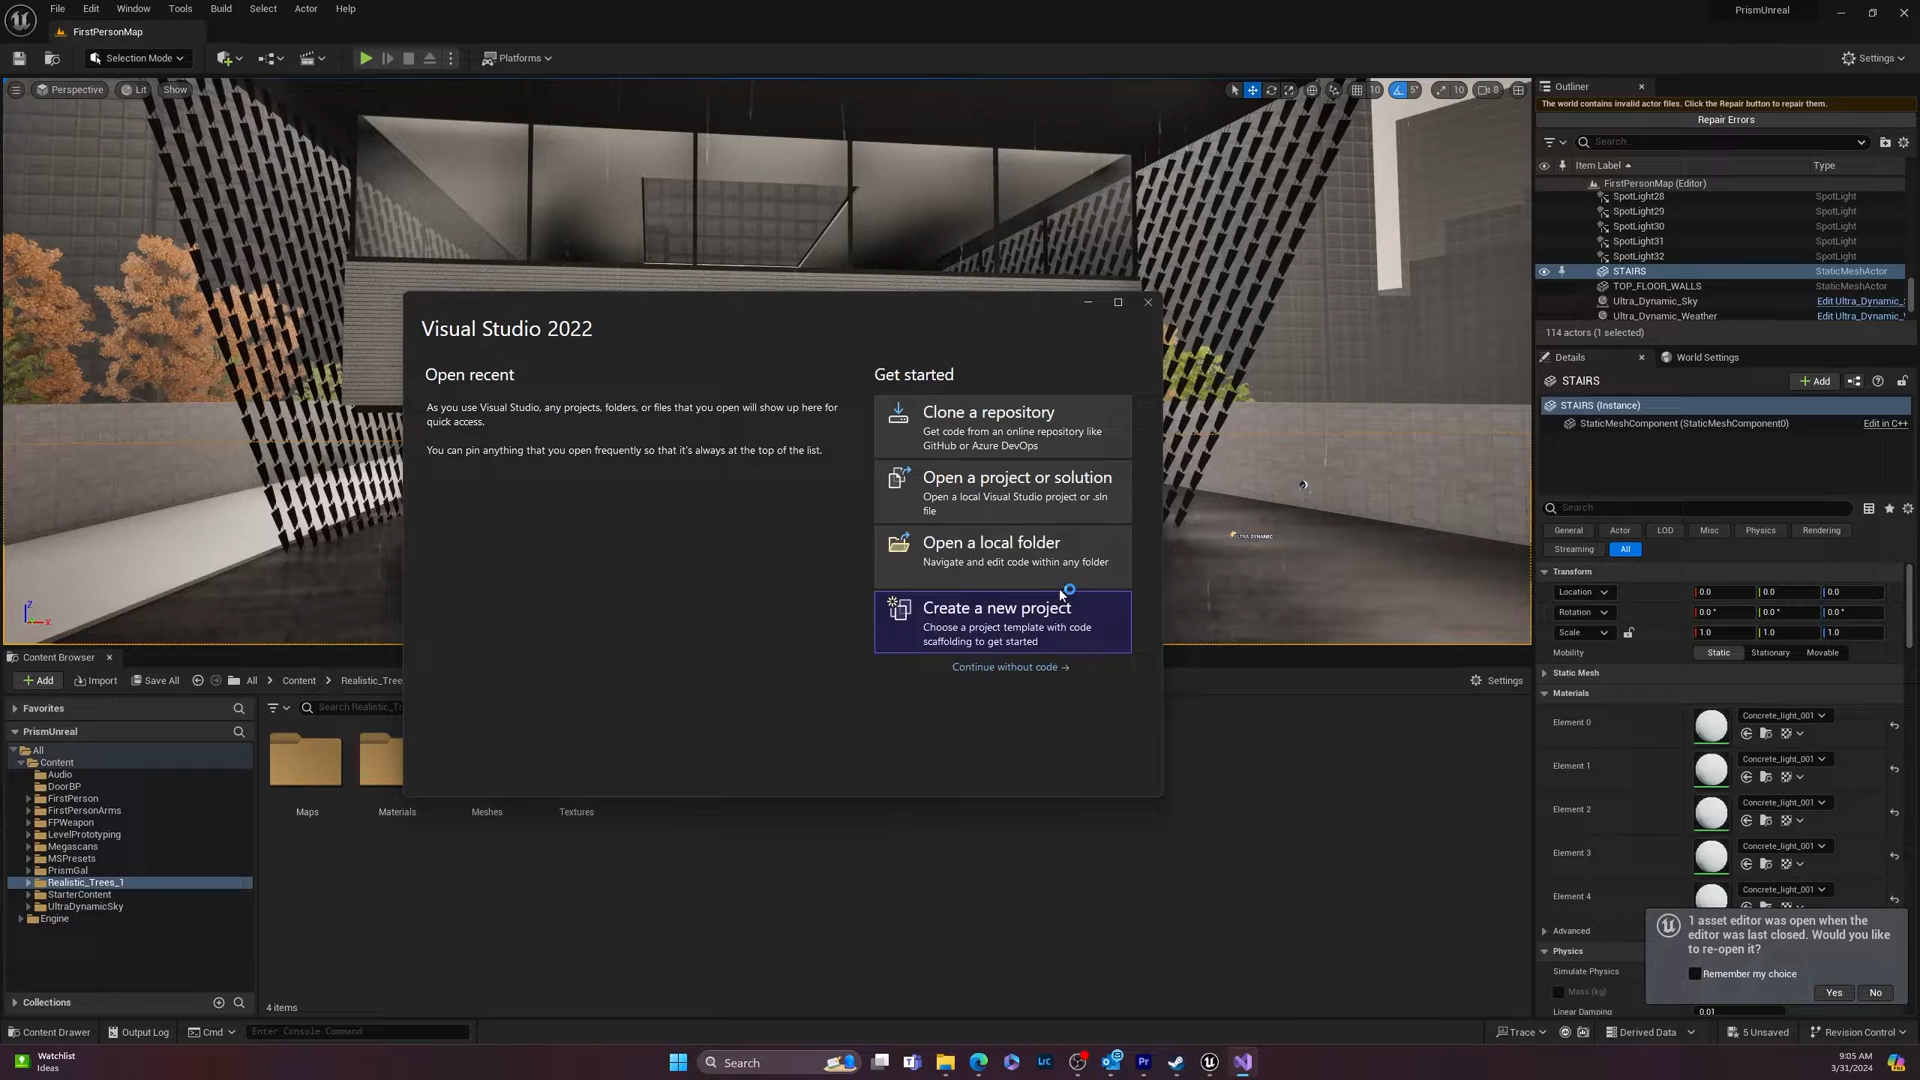 File Edit Window Tools Build Select Actor Help
PrismUnreal
FirstPersonMap
Selection Mode
Platforms
Settings
Perspective Lit Show
10 5° 10 8
Outliner
The world contains invalid actor files. Click the Repair button to repair them.
Repair Errors
Search...
Item Label Type
FirstPersonMap (Editor)
SpotLight28 SpotLight
SpotLight29 SpotLight
SpotLight30 SpotLight
SpotLight31 SpotLight
SpotLight32 SpotLight
STAIRS StaticMeshActor
TOP_FLOOR_WALLS StaticMeshActor
Ultra_Dynamic_Sky Edit Ultra_Dynamic_
Ultra_Dynamic_Weather Edit Ultra_Dynamic_
114 actors (1 selected)
Details World Settings
STAIRS
Add
STAIRS (Instance)
StaticMeshComponent (StaticMeshComponent0) Edit in C++
Search
General Actor LOD Misc Physics Rendering
Streaming All
Transform
Location 0.0 0.0 0.0
Rotation 0.0° 0.0° 0.0°
Scale 1.0 1.0 1.0
Mobility Static Stationary Movable
Static Mesh
Materials
Element 0 Concrete_light_001
Element 1 Concrete_light_001
Element 2 Concrete_light_001
Element 3 Concrete_light_001
Element 4 Concrete_light_001
Advanced
Physics
Simulate Physics
Mass (kg)
Linear Damping 0.01
1 asset editor was open when the
editor was last closed. Would you like
to re-open it?
Remember my choice
Yes No
Visual Studio 2022
Open recent
As you use Visual Studio, any projects, folders, or files that you open will show up here for
quick access.
You can pin anything that you open frequently so that it's always at the top of the list.
Get started
Clone a repository
Get code from an online repository like
GitHub or Azure DevOps
Open a project or solution
Open a local Visual Studio project or .sln
file
Open a local folder
Navigate and edit code within any folder
Create a new project
Choose a project template with code
scaffolding to get started
Continue without code →
ULTRA DYNAMIC
Z
X
Content Browser
Add Import Save All All Content Realistic_Tree
Settings
Favorites
Search Realistic_Tr
PrismUnreal
All
Content
Audio
DoorBP
FirstPerson
FirstPersonArms
FPWeapon
LevelPrototyping
Megascans
MSPresets
PrismGal
Realistic_Trees_1
StarterContent
UltraDynamicSky
Engine
Maps Materials Meshes Textures
Collections
4 items
Content Drawer Output Log Cmd Enter Console Command
Trace Derived Data 5 Unsaved Revision Control
Watchlist
Ideas
Search
Lrc
Pr
9:05 AM
3/31/2024